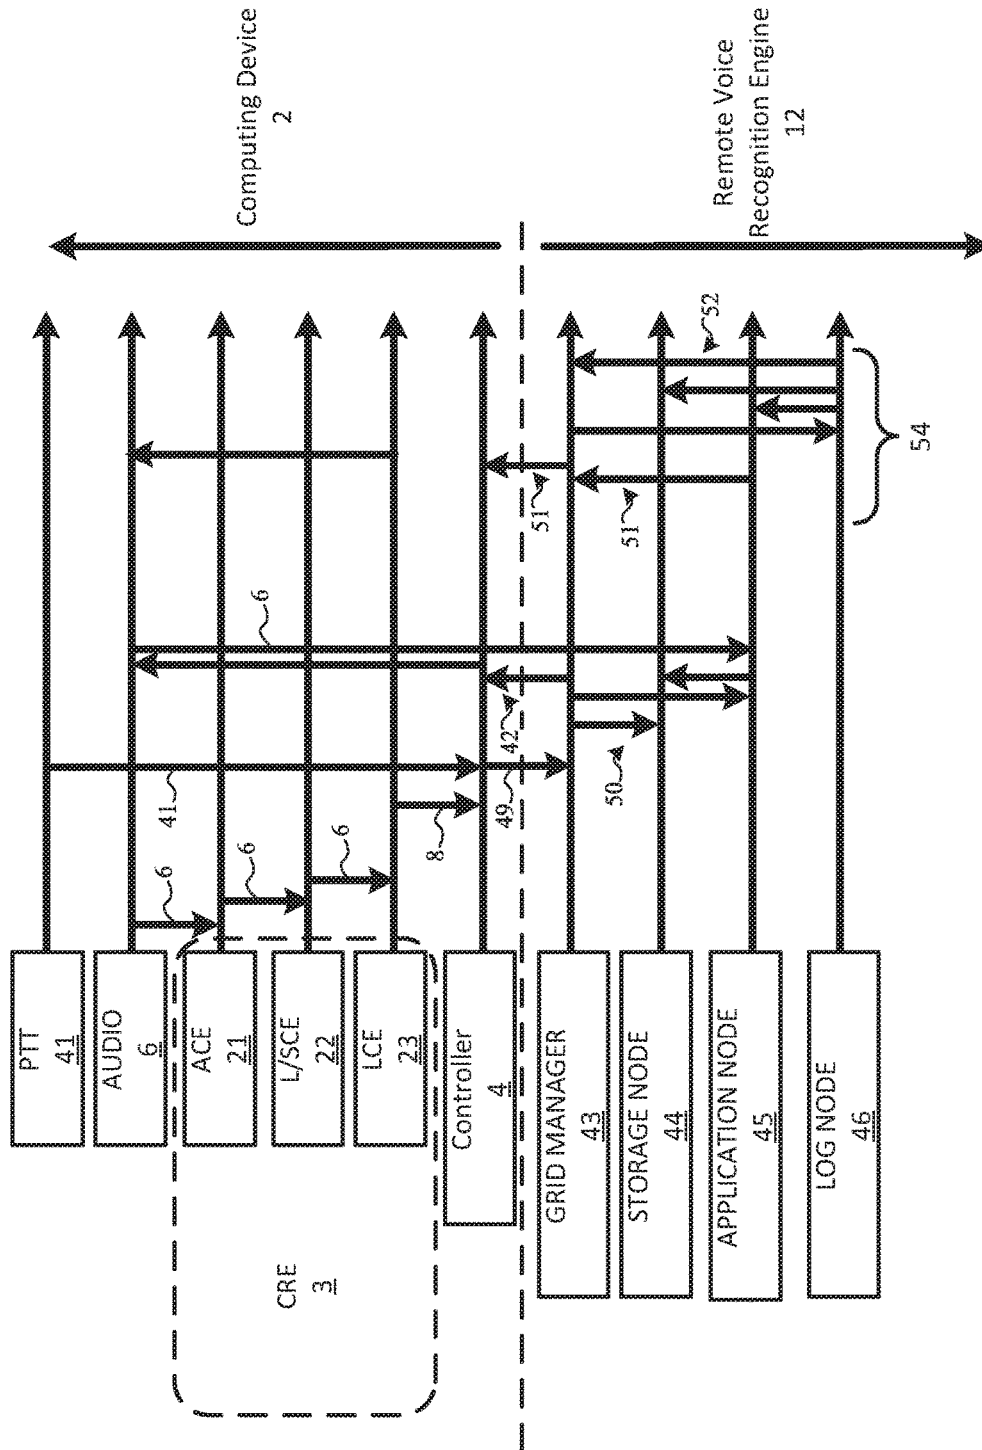 PTT
41
AUDIO
6
ACE
21
L/SCE
22
LCE
23
CRE
3
Controller
4
GRID MANAGER
43
STORAGE NODE
44
APPLICATION NODE
45
LOG NODE
46
6
6
6
8
41
49
42
50
6
51
51
52
54
Computing Device
2
Remote Voice
Recognition Engine
12